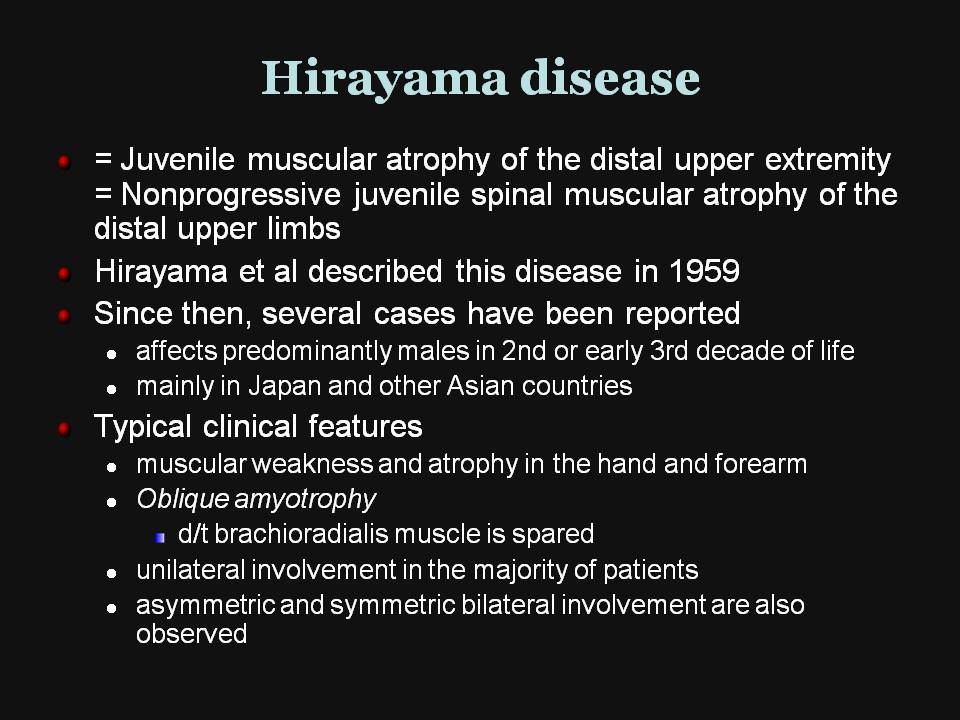 Hirayama disease
= Juvenile muscular atrophy of the distal upper extremity
= Nonprogressive juvenile spinal muscular atrophy of the
distal upper limbs
Hirayama et al described this disease in 1959
Since then, several cases have been reported
affects predominantly males in 2nd or early 3rd decade of life
mainly in Japan and other Asian countries
Typical clinical features
muscular weakness and atrophy in the hand and forearm
Oblique amyotrophy
d/t brachioradialis muscle is spared
unilateral involvement in the majority of patients
asymmetric and symmetric bilateral involvement are also
observed